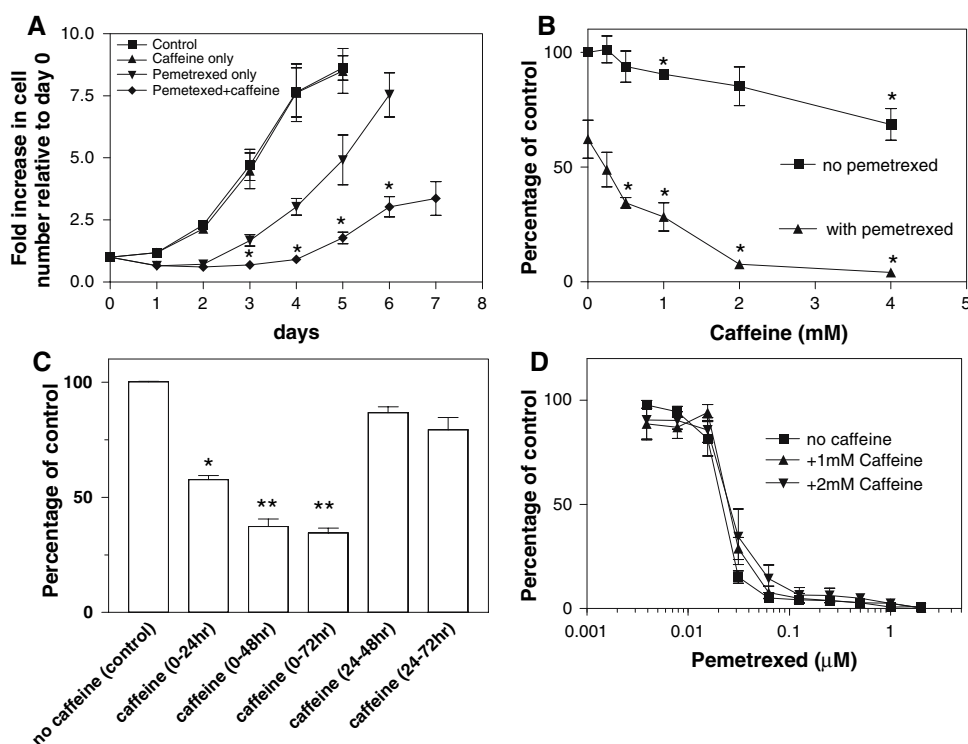 A
Fold increase in cell
number relative to day 0
10.0
7.5
5.0
2.5
0.0
Control
Caffeine only
Pemetrexed only
Pemetexed+caffeine
*
*
*
*
0 1 2 3 4 5 6 7 8
days
B
Percentage of control
100
50
0
*
*
no pemetrexed
*
*
*
*
with pemetrexed
0 1 2 3 4 5
Caffeine (mM)
C
Percentage of control
100
50
0
*
**
**
no caffeine (control)
caffeine (0-24hr)
caffeine (0-48hr)
caffeine (0-72hr)
caffeine (24-48hr)
caffeine (24-72hr)
D
Percentage of control
100
50
0
no caffeine
+1mM Caffeine
+2mM Caffeine
0.001 0.01 0.1 1
Pemetrexed (μM)